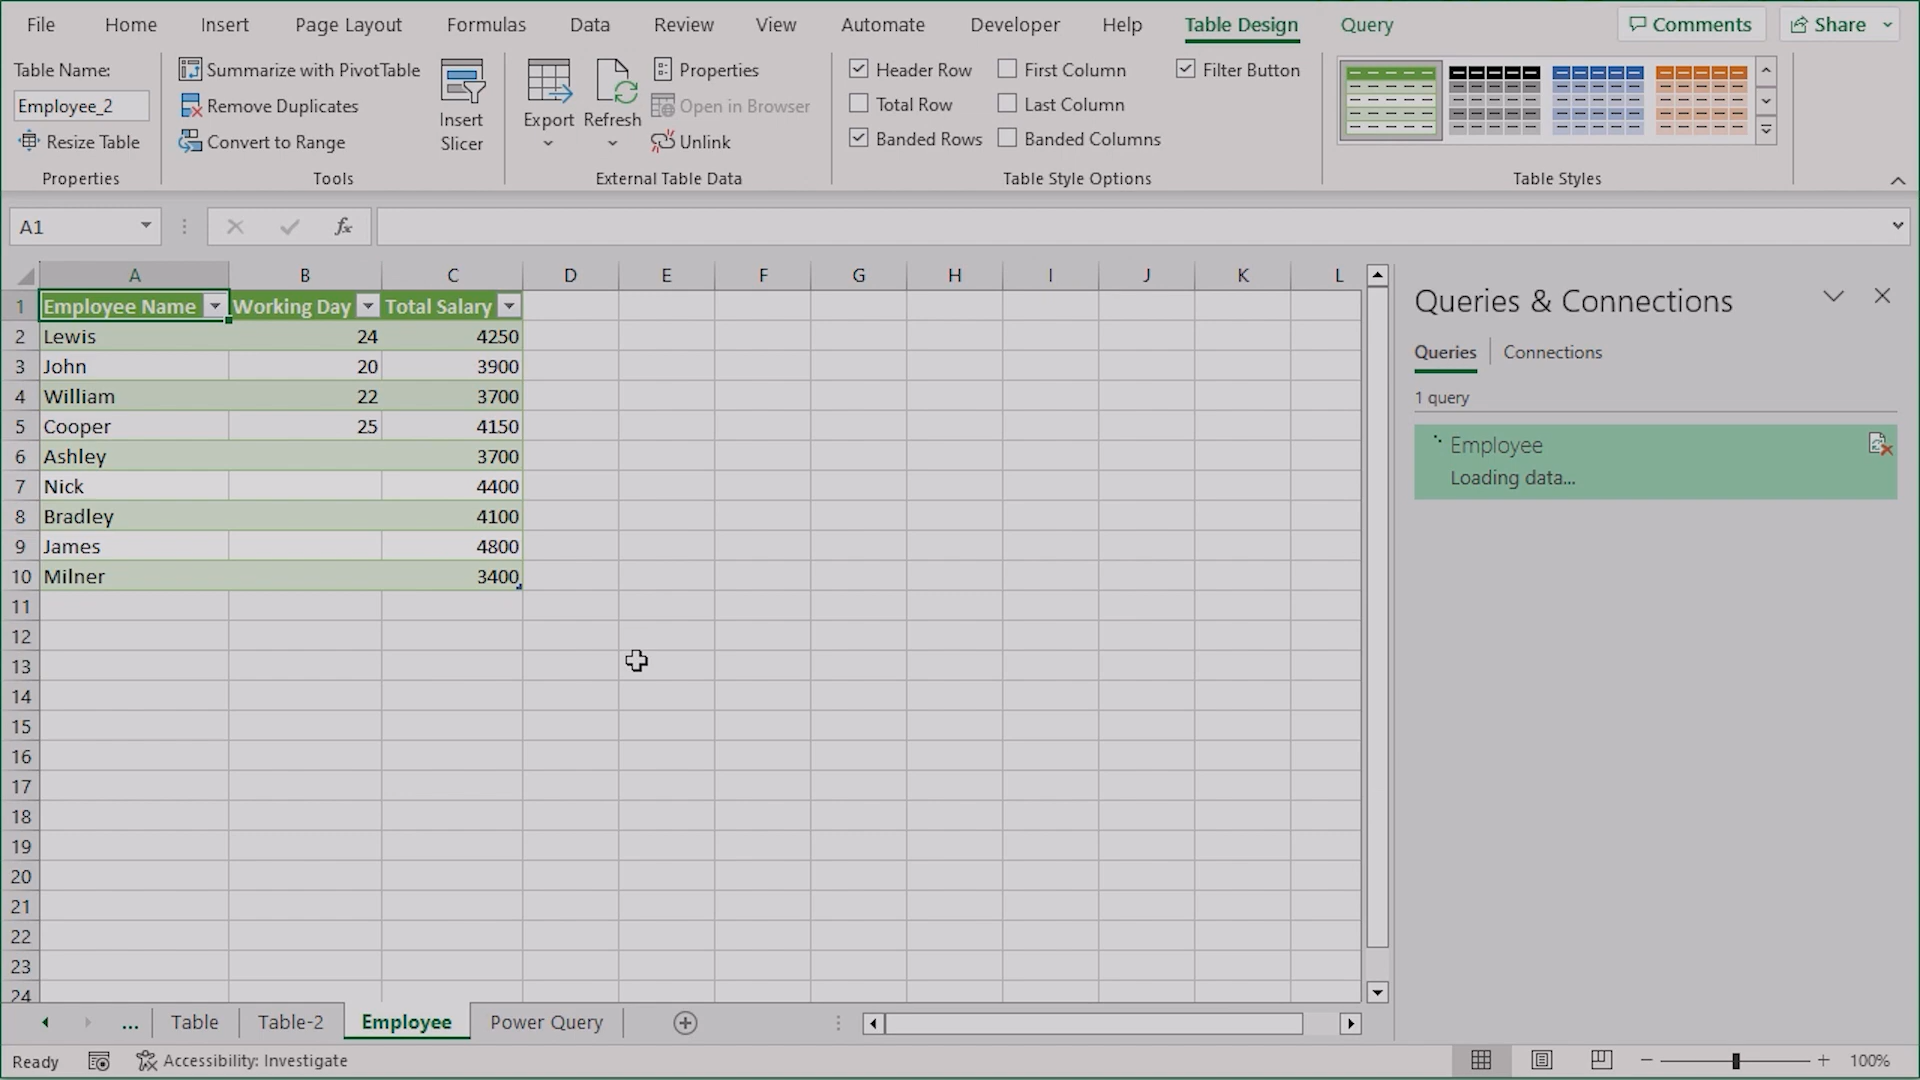 File Home Insert Page Layout Formulas Data Review View Automate Developer Help Table Design Query Comments Share
Table Name:
Employee_2
Resize Table
Properties
Summarize with PivotTable
Remove Duplicates
Convert to Range
Insert
Slicer
Tools
Export
Refresh
Properties
Open in Browser
Unlink
External Table Data
Header Row
First Column
Filter Button
Total Row
Last Column
Banded Rows
Banded Columns
Table Style Options
Table Styles
A1
fx
A B C D E F G H I J K L
1 Employee Name Working Day Total Salary
2 Lewis 24 4250
3 John 20 3900
4 William 22 3700
5 Cooper 25 4150
6 Ashley 3700
7 Nick 4400
8 Bradley 4100
9 James 4800
10 Milner 3400
11
12
13
14
15
16
17
18
19
20
21
22
23
24
Queries & Connections
Queries Connections
1 query
Employee
Loading data...
... Table Table-2 Employee Power Query
Ready Accessibility: Investigate 100%